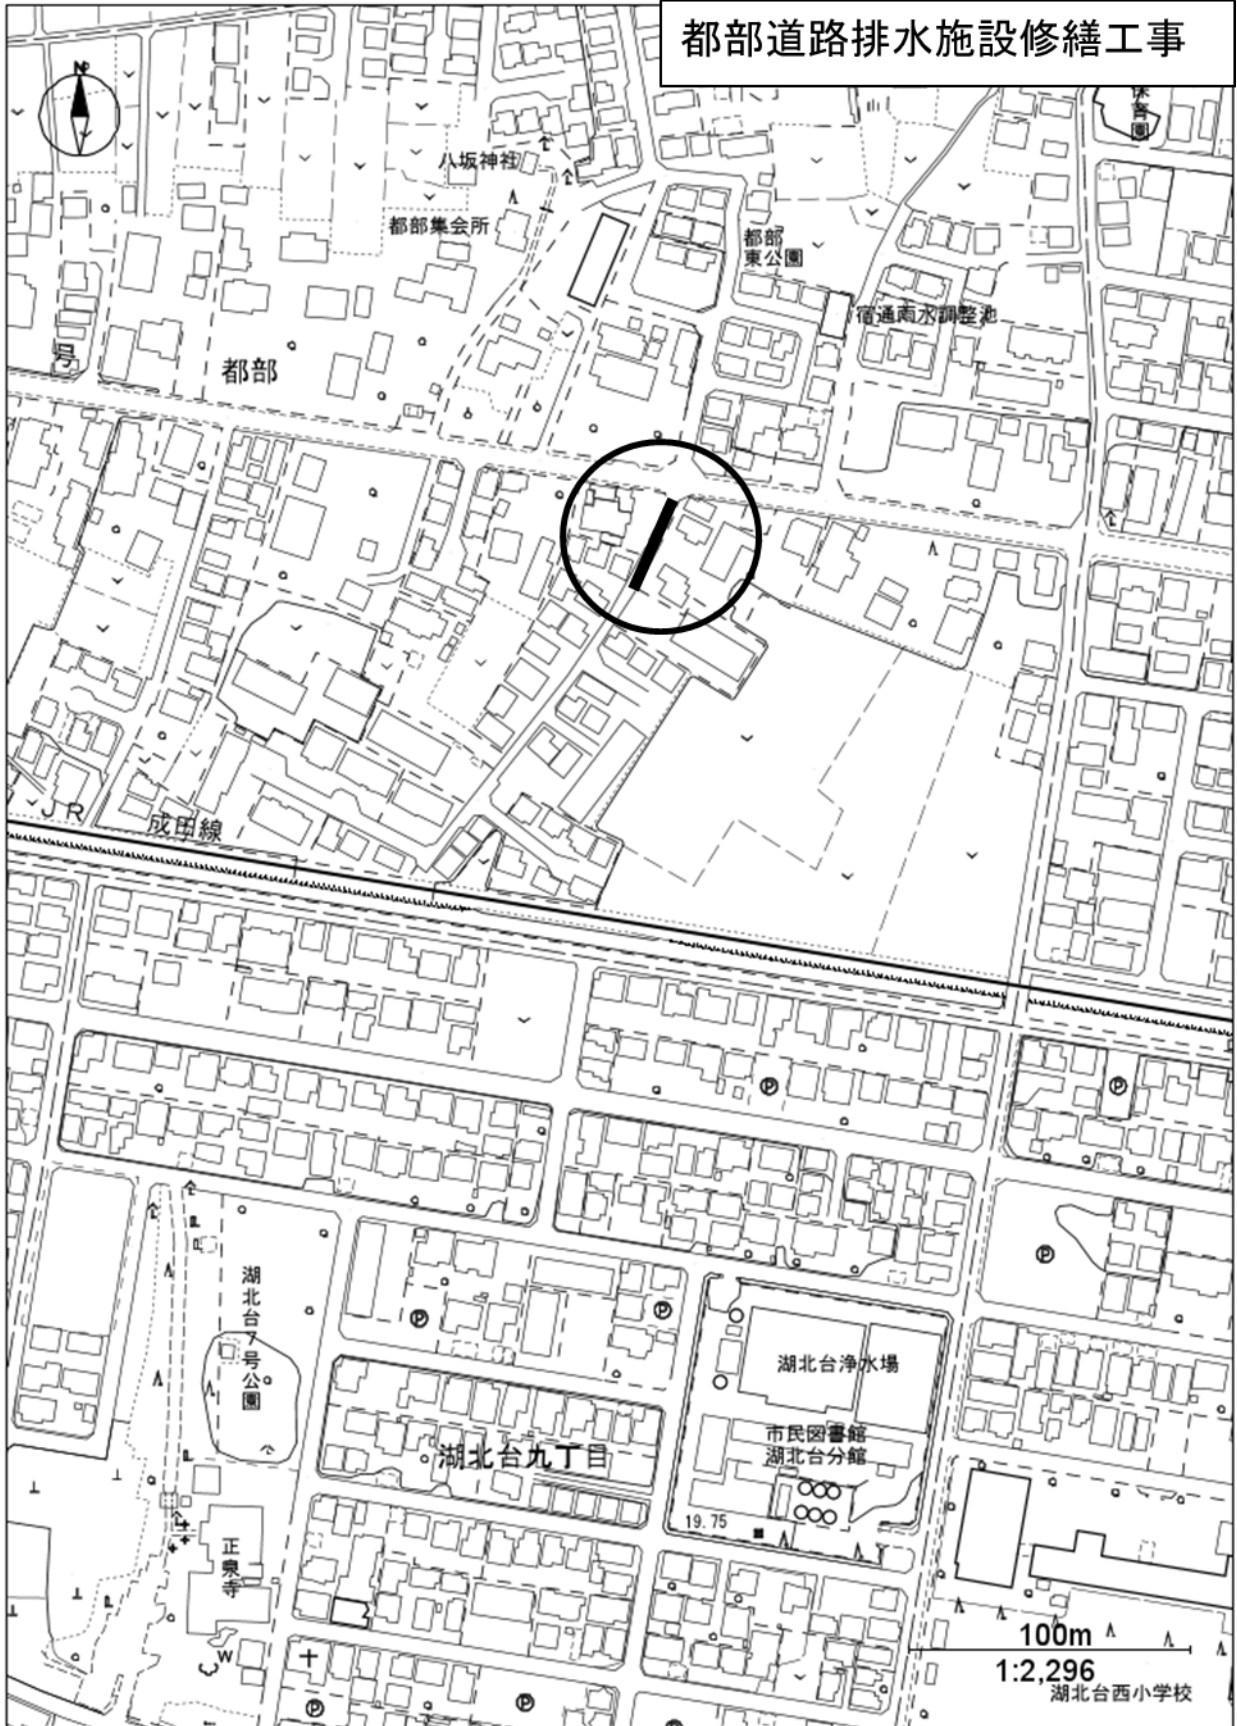 都部道路排水施設修繕工事
N
保育園
八坂神社
都部集会所
都部
東公園
宿通雨水調整池
号
都部
JR 成田線
湖北台7号公園
湖北台浄水場
市民図書館
湖北台分館
湖北台九丁目
19.75
正泉寺
W
100m
1:2,296
湖北台西小学校